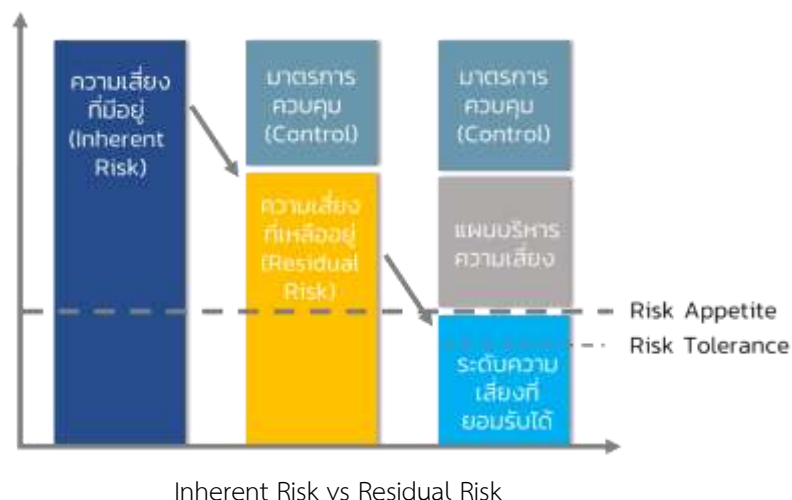 ความเสี่ยง
ที่มีอยู่
(Inherent
Risk)
มาตรการ
ควบคุม
(Control)
ความเสี่ยง
ที่เหลืออยู่
(Residual
Risk)
มาตรการ
ควบคุม
(Control)
แผนบริหาร
ความเสี่ยง
ระดับความ
เสี่ยงที่
ยอมรับได้
Risk Appetite
Risk Tolerance
Inherent Risk vs Residual Risk